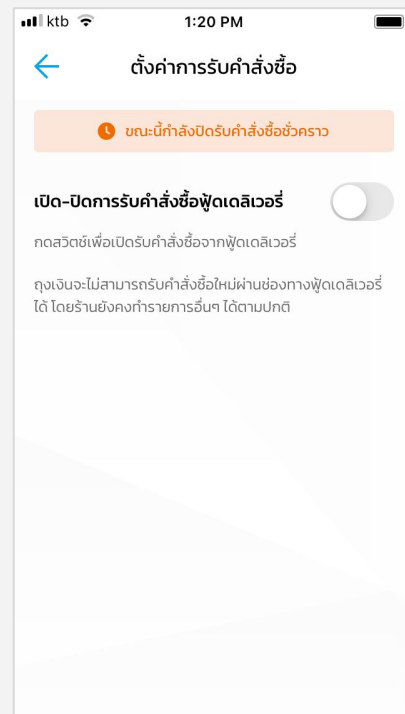 ktb 1:20 PM
ตั้งค่าการรับคำสั่งซื้อ
ขณะนี้กำลังปิดรับคำสั่งซื้อชั่วคราว
เปิด-ปิดการรับคำสั่งซื้อฟู้ดเดลิเวอรี่
กดสวิตช์เพื่อเปิดรับคำสั่งซื้อจากฟู้ดเดลิเวอรี่
ถุงเงินจะไม่สามารถรับคำสั่งซื้อใหม่ผ่านช่องทางฟู้ดเดลิเวอรี่
ได้ โดยร้านยังคงทำรายการอื่นๆ ได้ตามปกติ